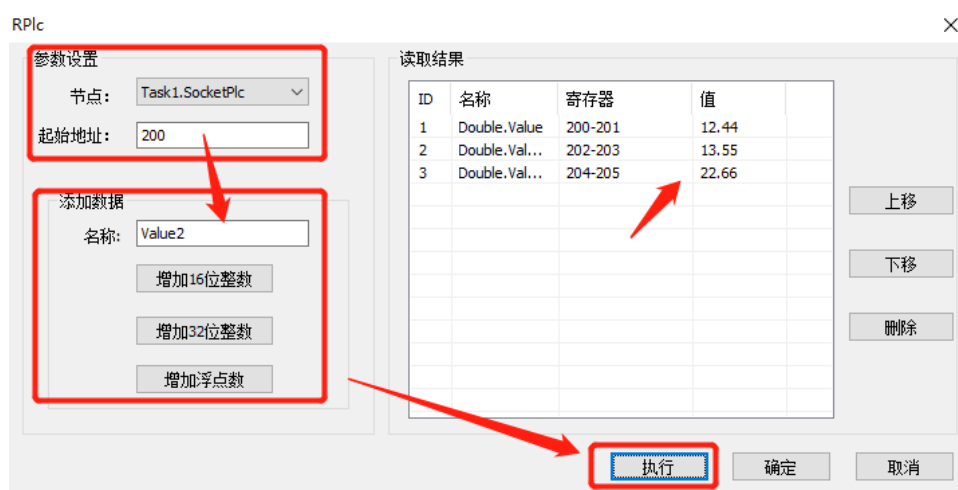 RPlc
参数设置
节点：
Task1.SocketPlc
起始地址:
200
添加数据
名称:
Value2
增加16位整数
增加32位整数
增加浮点数
读取结果
ID 名称 寄存器 值
1 Double.Value 200-201 12.44
2 Double.Val... 202-203 13.55
3 Double.Val... 204-205 22.66
上移
下移
删除
执行 确定 取消